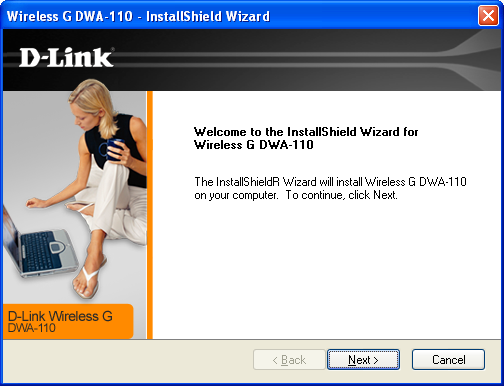 Wireless G DWA-110 - InstallShield Wizard
D-Link
Welcome to the InstallShield Wizard for
Wireless G DWA-110
The InstallShieldR Wizard will install Wireless G DWA-110
on your computer. To continue, click Next.
D-Link Wireless G
DWA-110
< Back
Next >
Cancel